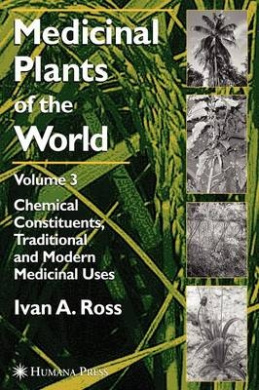 Medicinal
Plants
of the
World
Volume 3
Chemical
Constituents,
Traditional
and Modern
Medicinal Uses
Ivan A. Ross
HUMANA PRESS